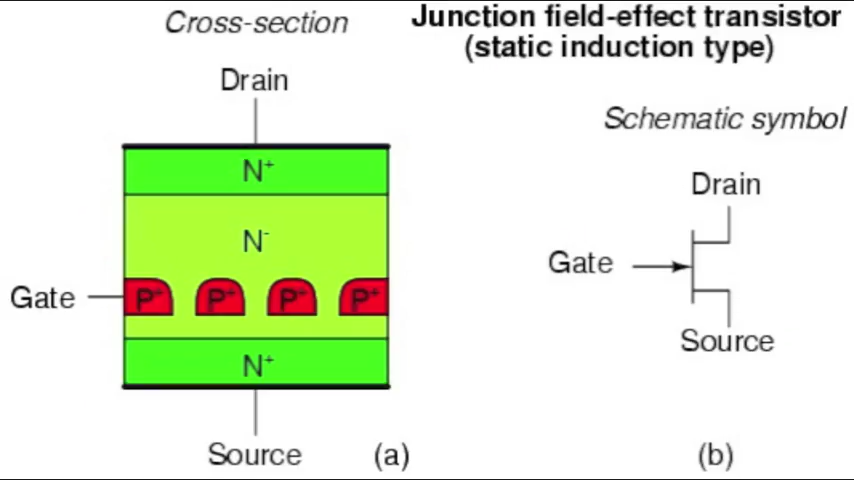 Cross-section
Junction field-effect transistor
(static induction type)
Drain
N+
N-
Gate
P+ P+ P+ P+
N+
Source
(a)
Schematic symbol
Drain
Gate
Source
(b)